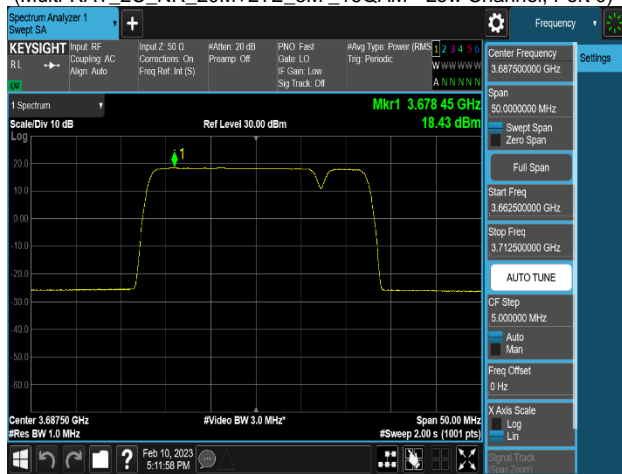 Spectrum Analyzer 1
Swept SA
+
Frequency
KEYSIGHT
RL
Input: RF
Coupling: AC
Align: Auto
Input Z: 50 Ω
Corrections: On
Freq Ref: Int (S)
#Atten: 20 dB
Preamp: Off
PNO: Fast
Gate: LO
IF Gain: Low
Sig Track: Off
#Avg Type: Power (RMS
Trig: Periodic
1 2 3 4 5 6
W W W W W W
A N N N N N
LW
1 Spectrum
Scale/Div 10 dB
Log
Ref Level 30.00 dBm
Mkr1 3.678 45 GHz
18.43 dBm
1
20.0
10.0
0.00
-10.0
-20.0
-30.0
-40.0
-50.0
-60.0
Center 3.68750 GHz
#Res BW 1.0 MHz
#Video BW 3.0 MHz*
Span 50.00 MHz
#Sweep 2.00 s (1001 pts)
Center Frequency
3.687500000 GHz
Settings
Span
50.0000000 MHz
Swept Span
Zero Span
Full Span
Start Freq
3.662500000 GHz
Stop Freq
3.712500000 GHz
AUTO TUNE
CF Step
5.000000 MHz
Auto
Man
Freq Offset
0 Hz
X Axis Scale
Log
Lin
Signal Track
(Span Zoom)
?
Feb 10, 2023
5:11:58 PM